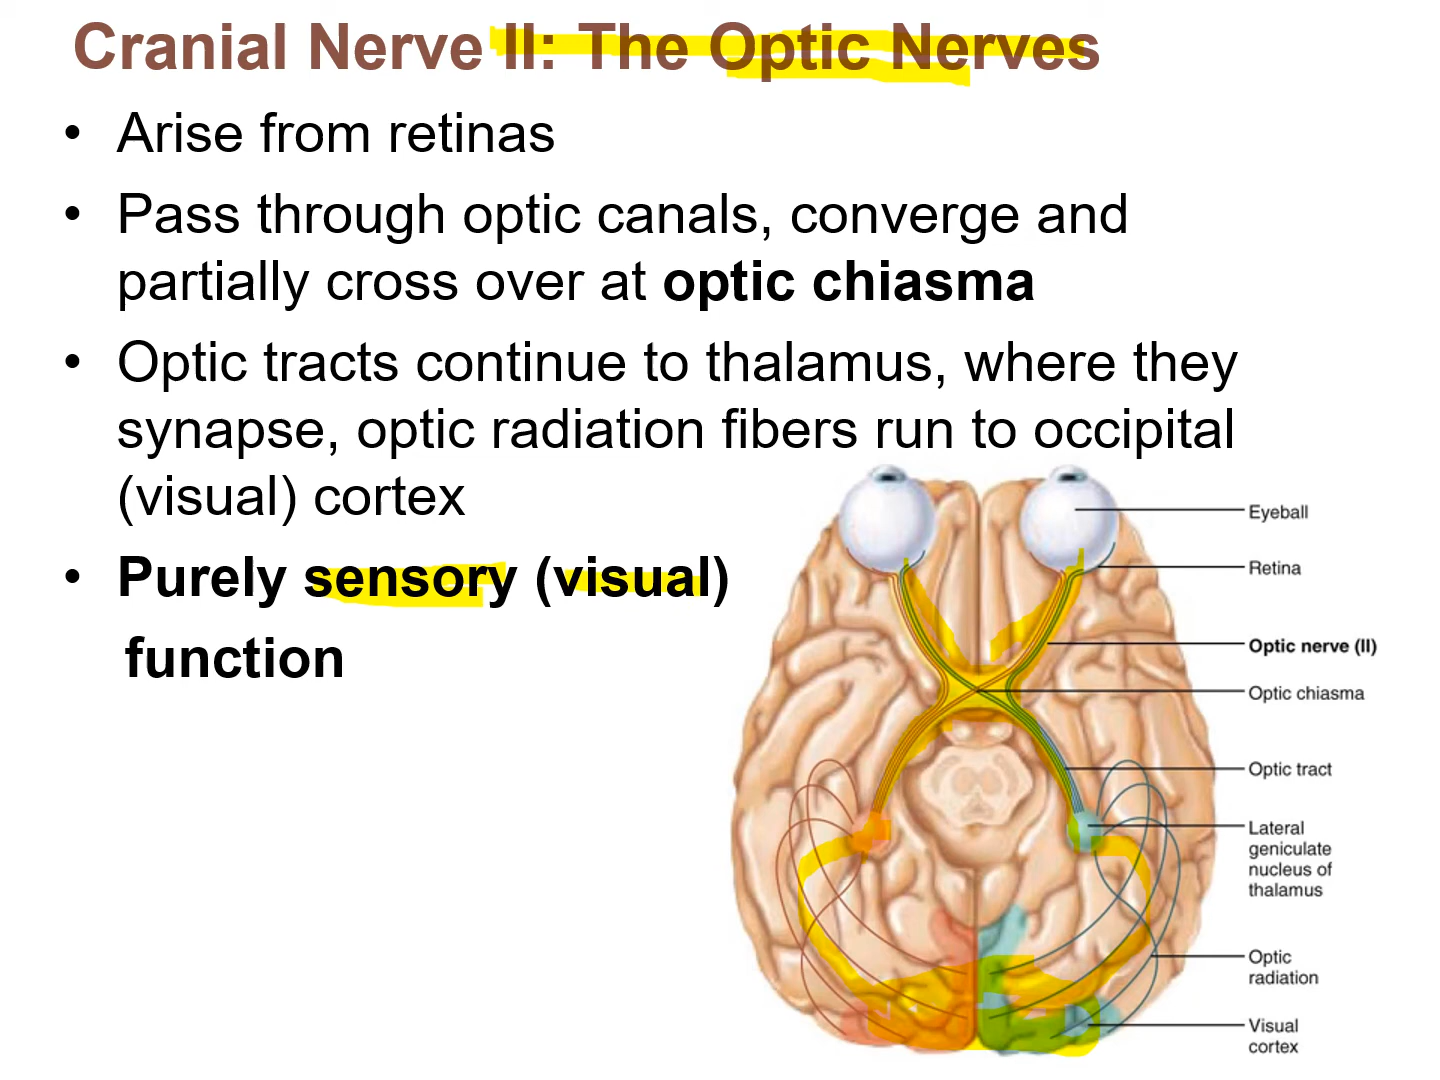 Cranial Nerve II: The Optic Nerves
• Arise from retinas
• Pass through optic canals, converge and
partially cross over at optic chiasma
• Optic tracts continue to thalamus, where they
synapse, optic radiation fibers run to occipital
(visual) cortex
• Purely sensory (visual)
function
Eyeball
Retina
Optic nerve (II)
Optic chiasma
Optic tract
Lateral
geniculate
nucleus of
thalamus
Optic
radiation
Visual
cortex